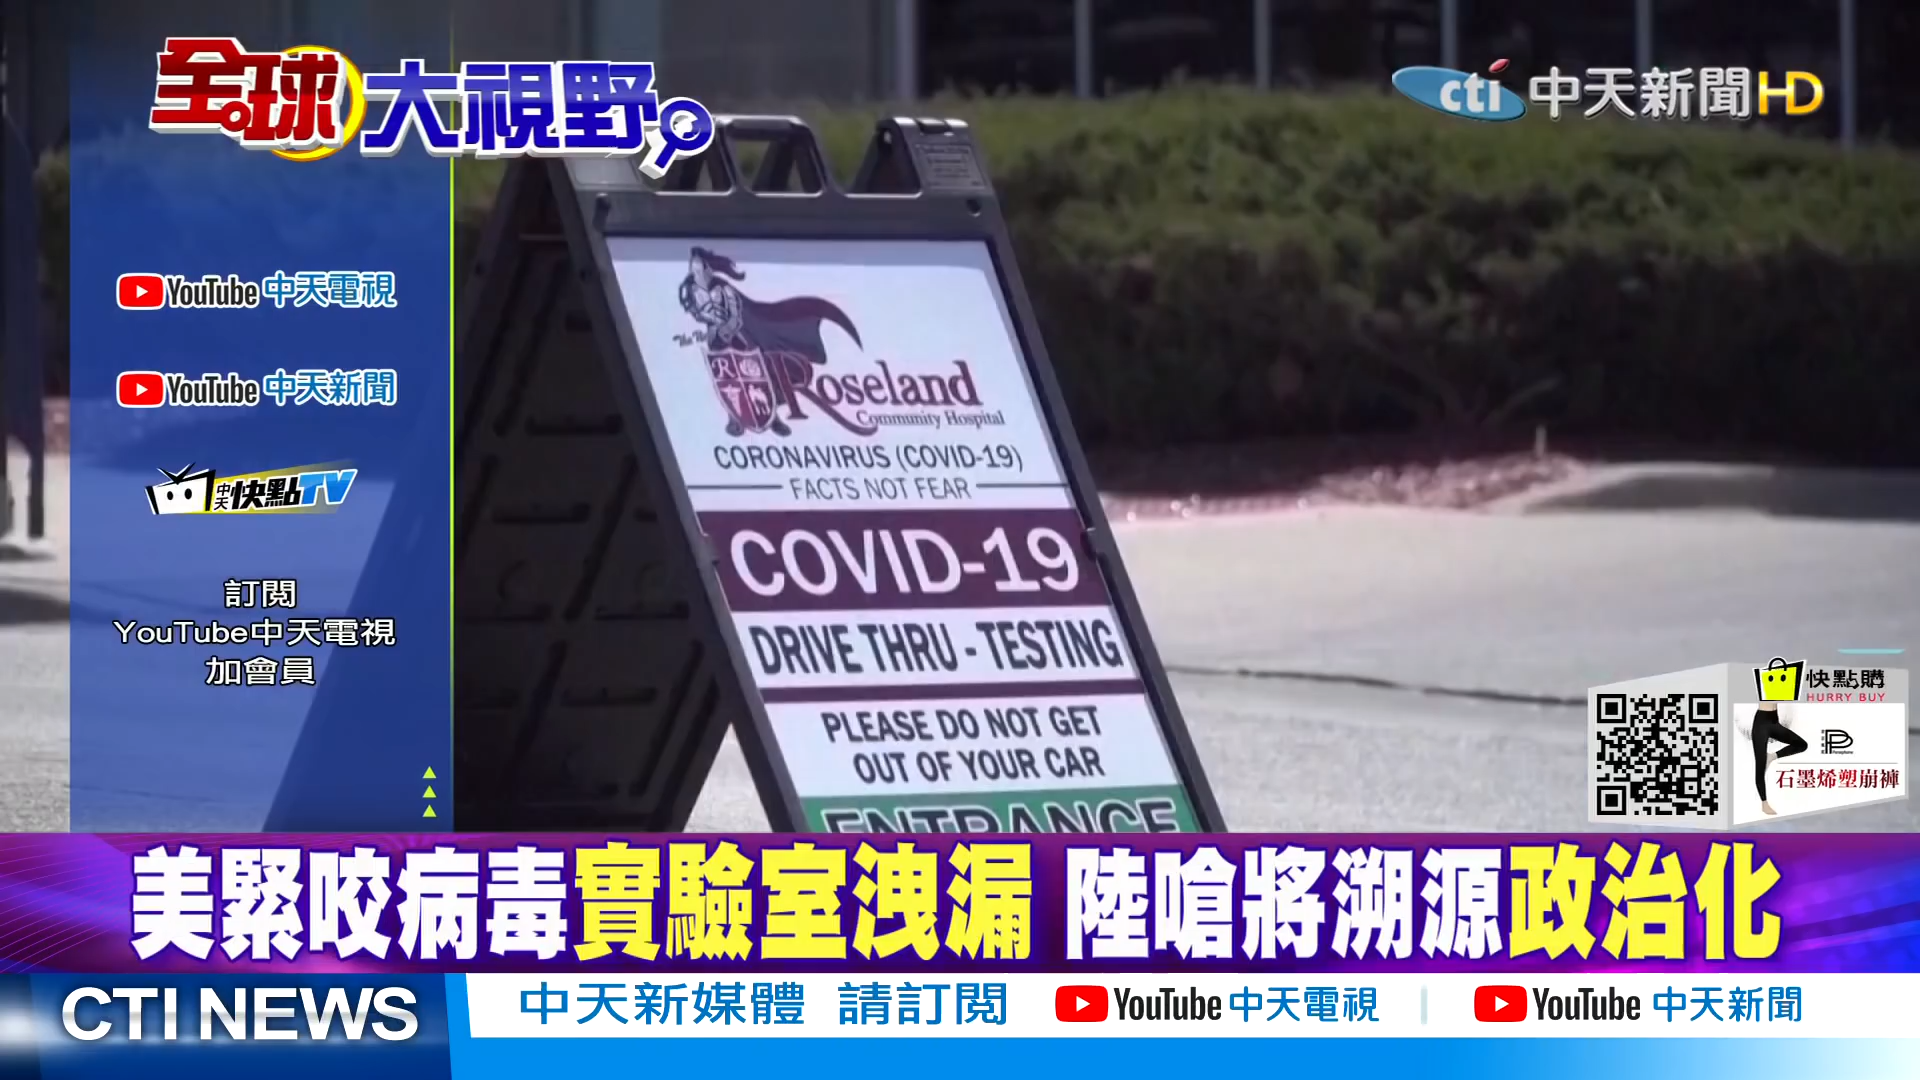 全球大視野
cti 中天新聞HD
YouTube 中天電視
YouTube 中天新聞
中天快點TV
訂閱
YouTube中天電視
加會員
R
Roseland
Community Hospital
CORONAVIRUS (COVID-19)
FACTS NOT FEAR
COVID-19
DRIVE THRU - TESTING
PLEASE DO NOT GET
OUT OF YOUR CAR
ENTRANCE
快點購
HURRY BUY
石墨烯塑崩褲
美緊咬病毒實驗室洩漏 陸嗆將溯源政治化
CTI NEWS
中天新媒體 請訂閱 YouTube 中天電視 | YouTube 中天新聞